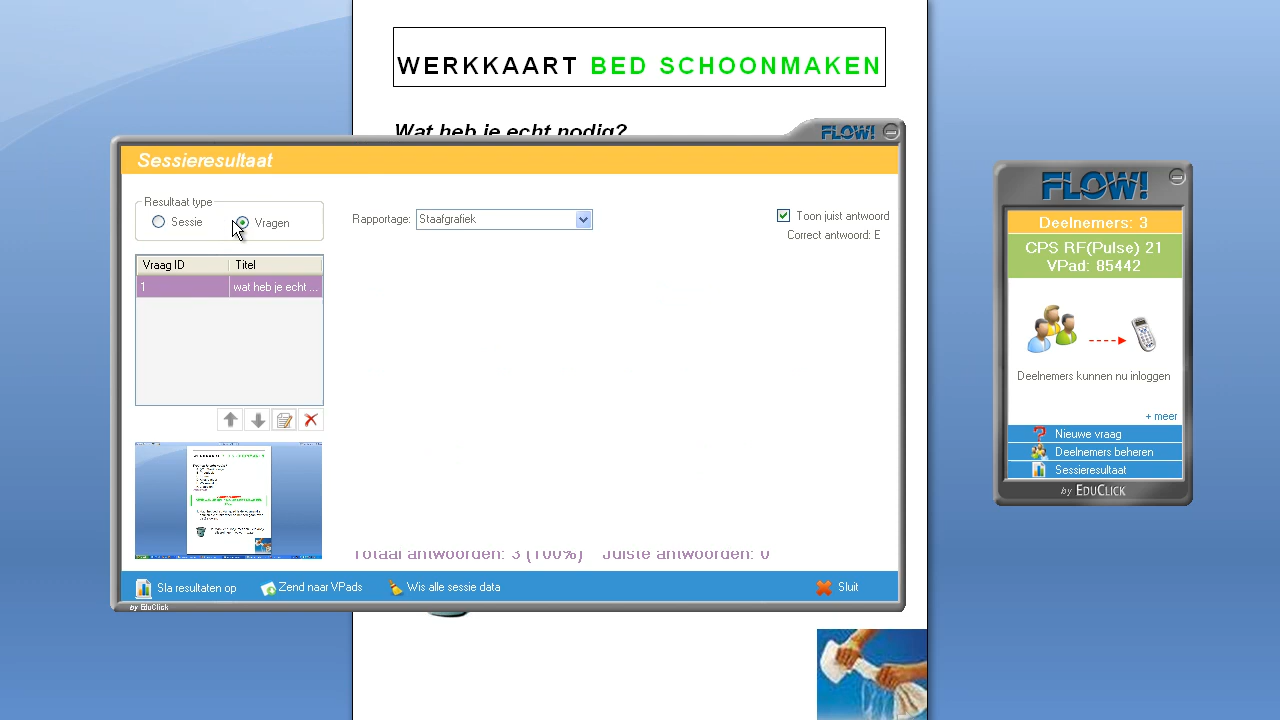 WERKKAART BED SCHOONMAKEN
Wat heb je echt nodig?
FLOW!
Sessieresultaat
Resultaat type
Sessie
Vragen
Rapportage:
Staafgrafiek
Toon juist antwoord
Correct antwoord: E
Vraag ID
Titel
1
wat heb je echt ...
Totaal antwoorden: 3 (100%) Juiste antwoorden: 0
Sla resultaten op
Zend naar VPads
Wis alle sessie data
Sluit
by EduClick
FLOW!
Deelnemers: 3
CPS RF(Pulse) 21
VPad: 85442
Deelnemers kunnen nu inloggen
+ meer
Nieuwe vraag
Deelnemers beheren
Sessieresultaat
by EDUCLICK